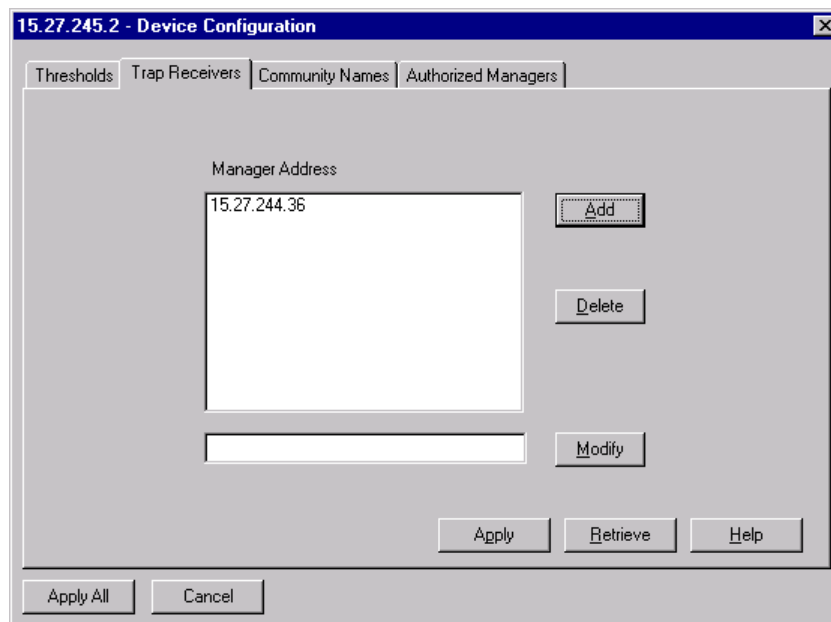 15.27.245.2 - Device Configuration
Thresholds Trap Receivers Community Names Authorized Managers
Manager Address
15.27.244.36
Add
Delete
Modify
Apply Retrieve Help
Apply All Cancel